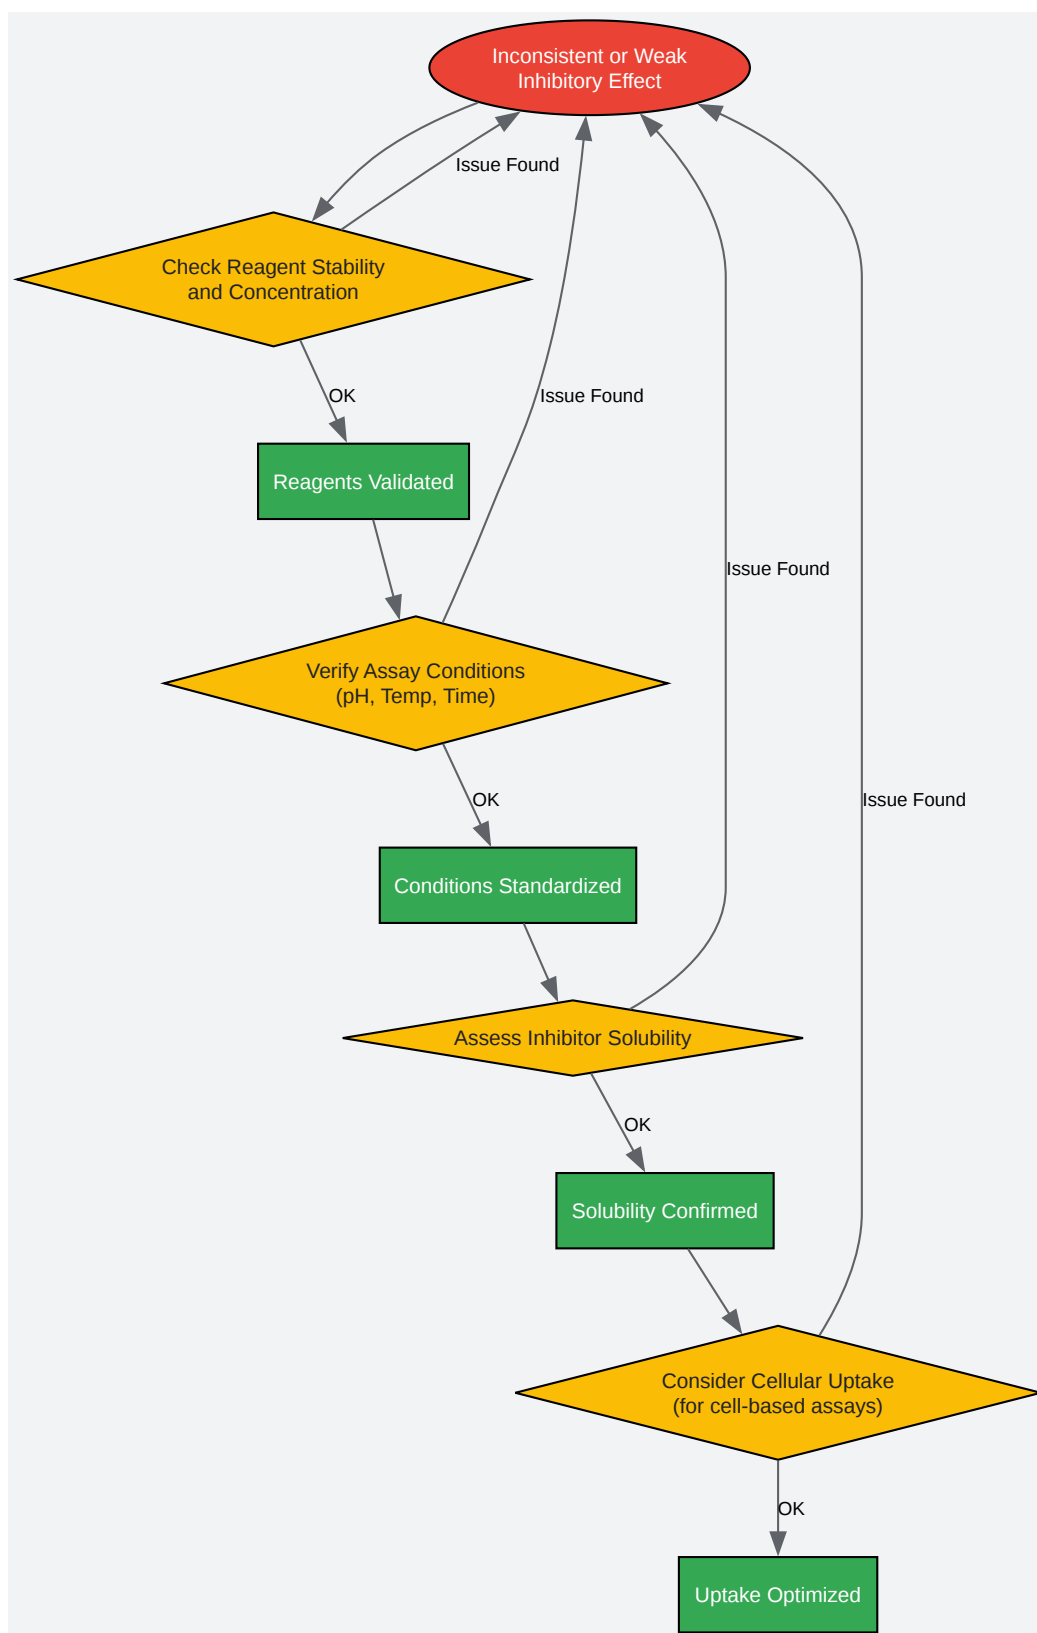 Inconsistent or Weak
Inhibitory Effect
Issue Found
Check Reagent Stability
and Concentration
OK
Issue Found
Reagents Validated
Issue Found
Verify Assay Conditions
(pH, Temp, Time)
OK
Issue Found
Conditions Standardized
Assess Inhibitor Solubility
OK
Solubility Confirmed
Consider Cellular Uptake
(for cell-based assays)
OK
Uptake Optimized